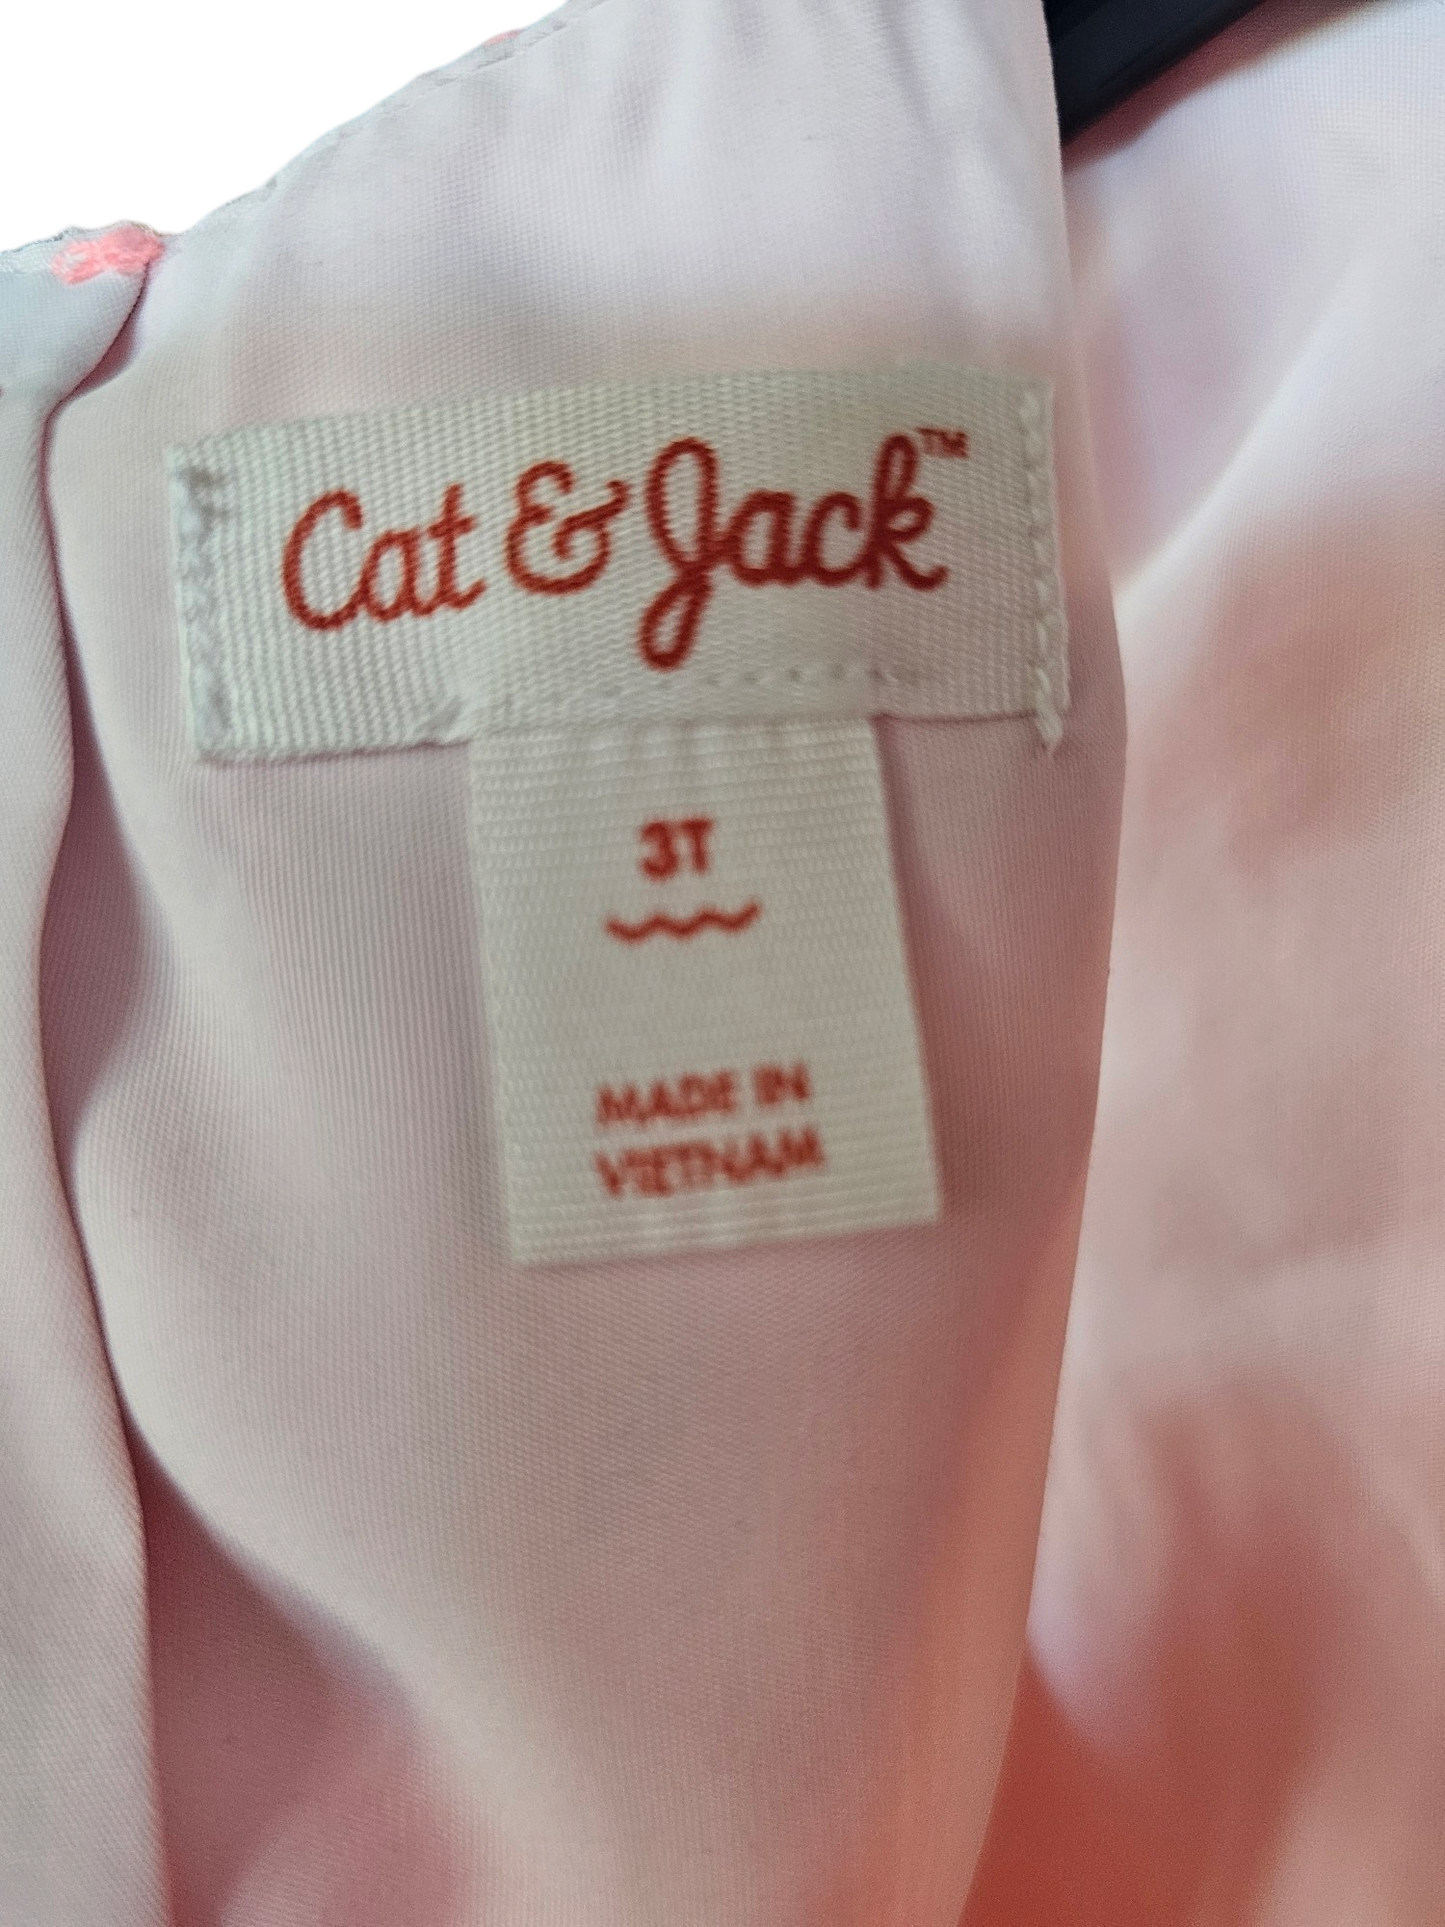 Cat & Jack™
3T
MADE IN
VIETNAM